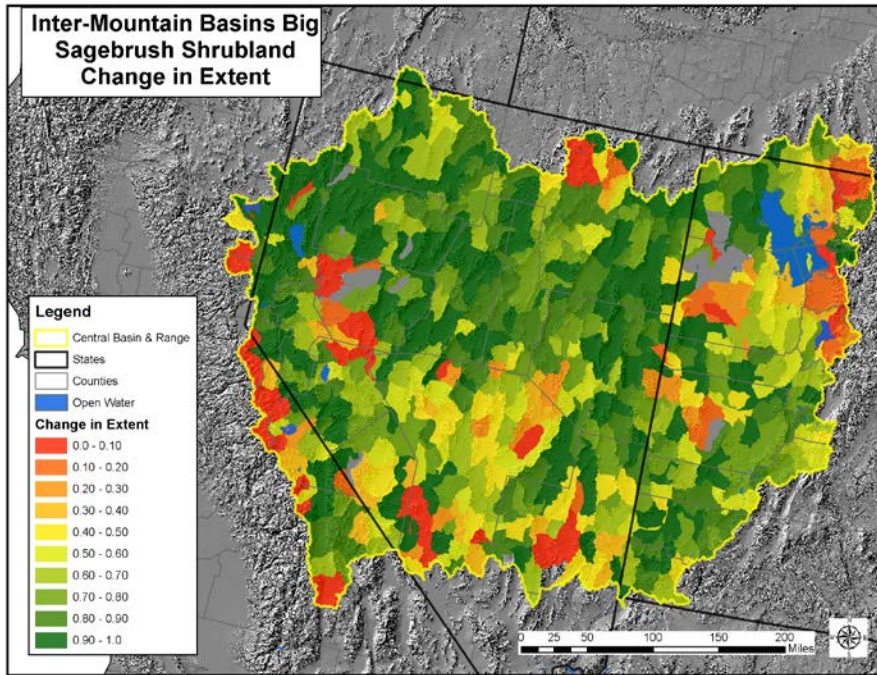 Inter-Mountain Basins Big
Sagebrush Shrubland
Change in Extent
Legend
Central Basin & Range
States
Counties
Open Water
Change in Extent
0.0 - 0.10
0.10 - 0.20
0.20 - 0.30
0.30 - 0.40
0.40 - 0.50
0.50 - 0.60
0.60 - 0.70
0.70 - 0.80
0.80 - 0.90
0.90 - 1.0
0 25 50 100 150 200
Miles